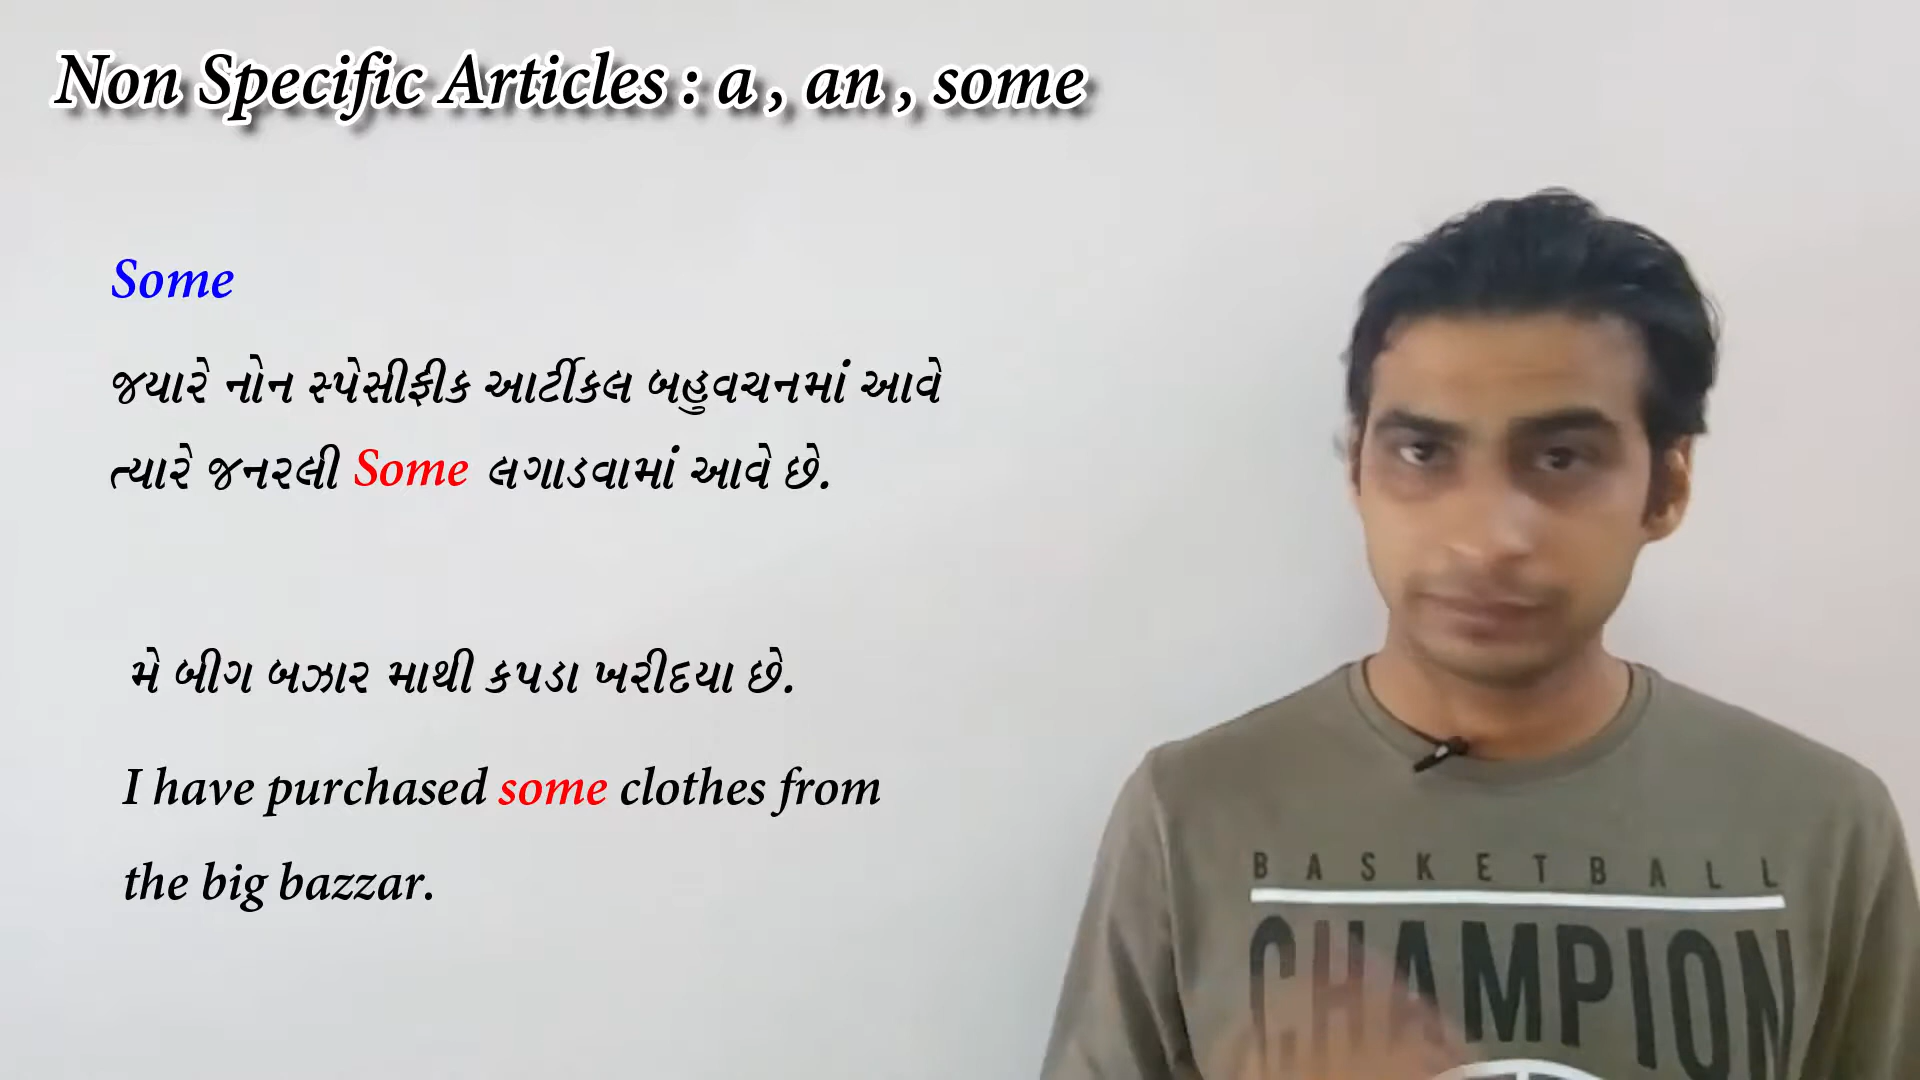 Non Specific Articles : a , an , some
Some
જયારે નોન સ્પેસીફીક આર્ટીકલ બહુવચનમાં આવે
ત્યારે જનરલી Some લગાડવામાં આવે છે.
મે બીગ બઝાર માથી કપડા ખરીદયા છે.
I have purchased some clothes from
the big bazzar.
BASKETBALL
CHAMPION